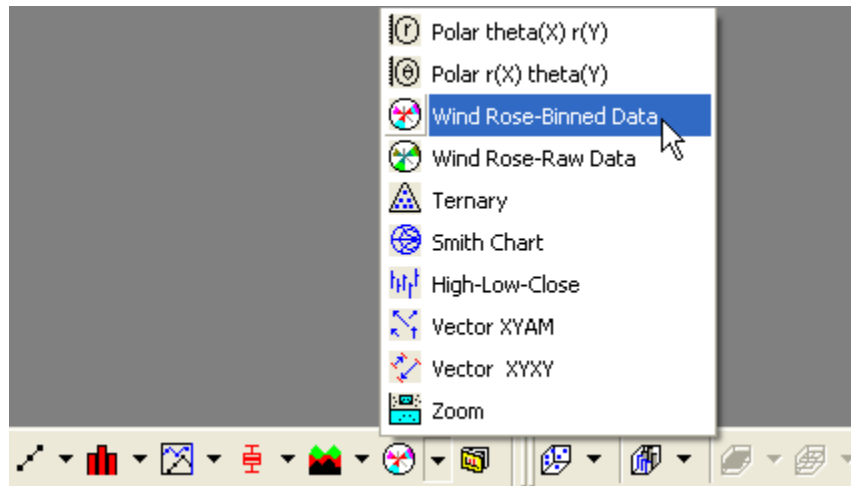 Polar theta(X) r(Y)
Polar r(X) theta(Y)
Wind Rose-Binned Data
Wind Rose-Raw Data
Ternary
Smith Chart
High-Low-Close
Vector XYAM
Vector XYXY
Zoom